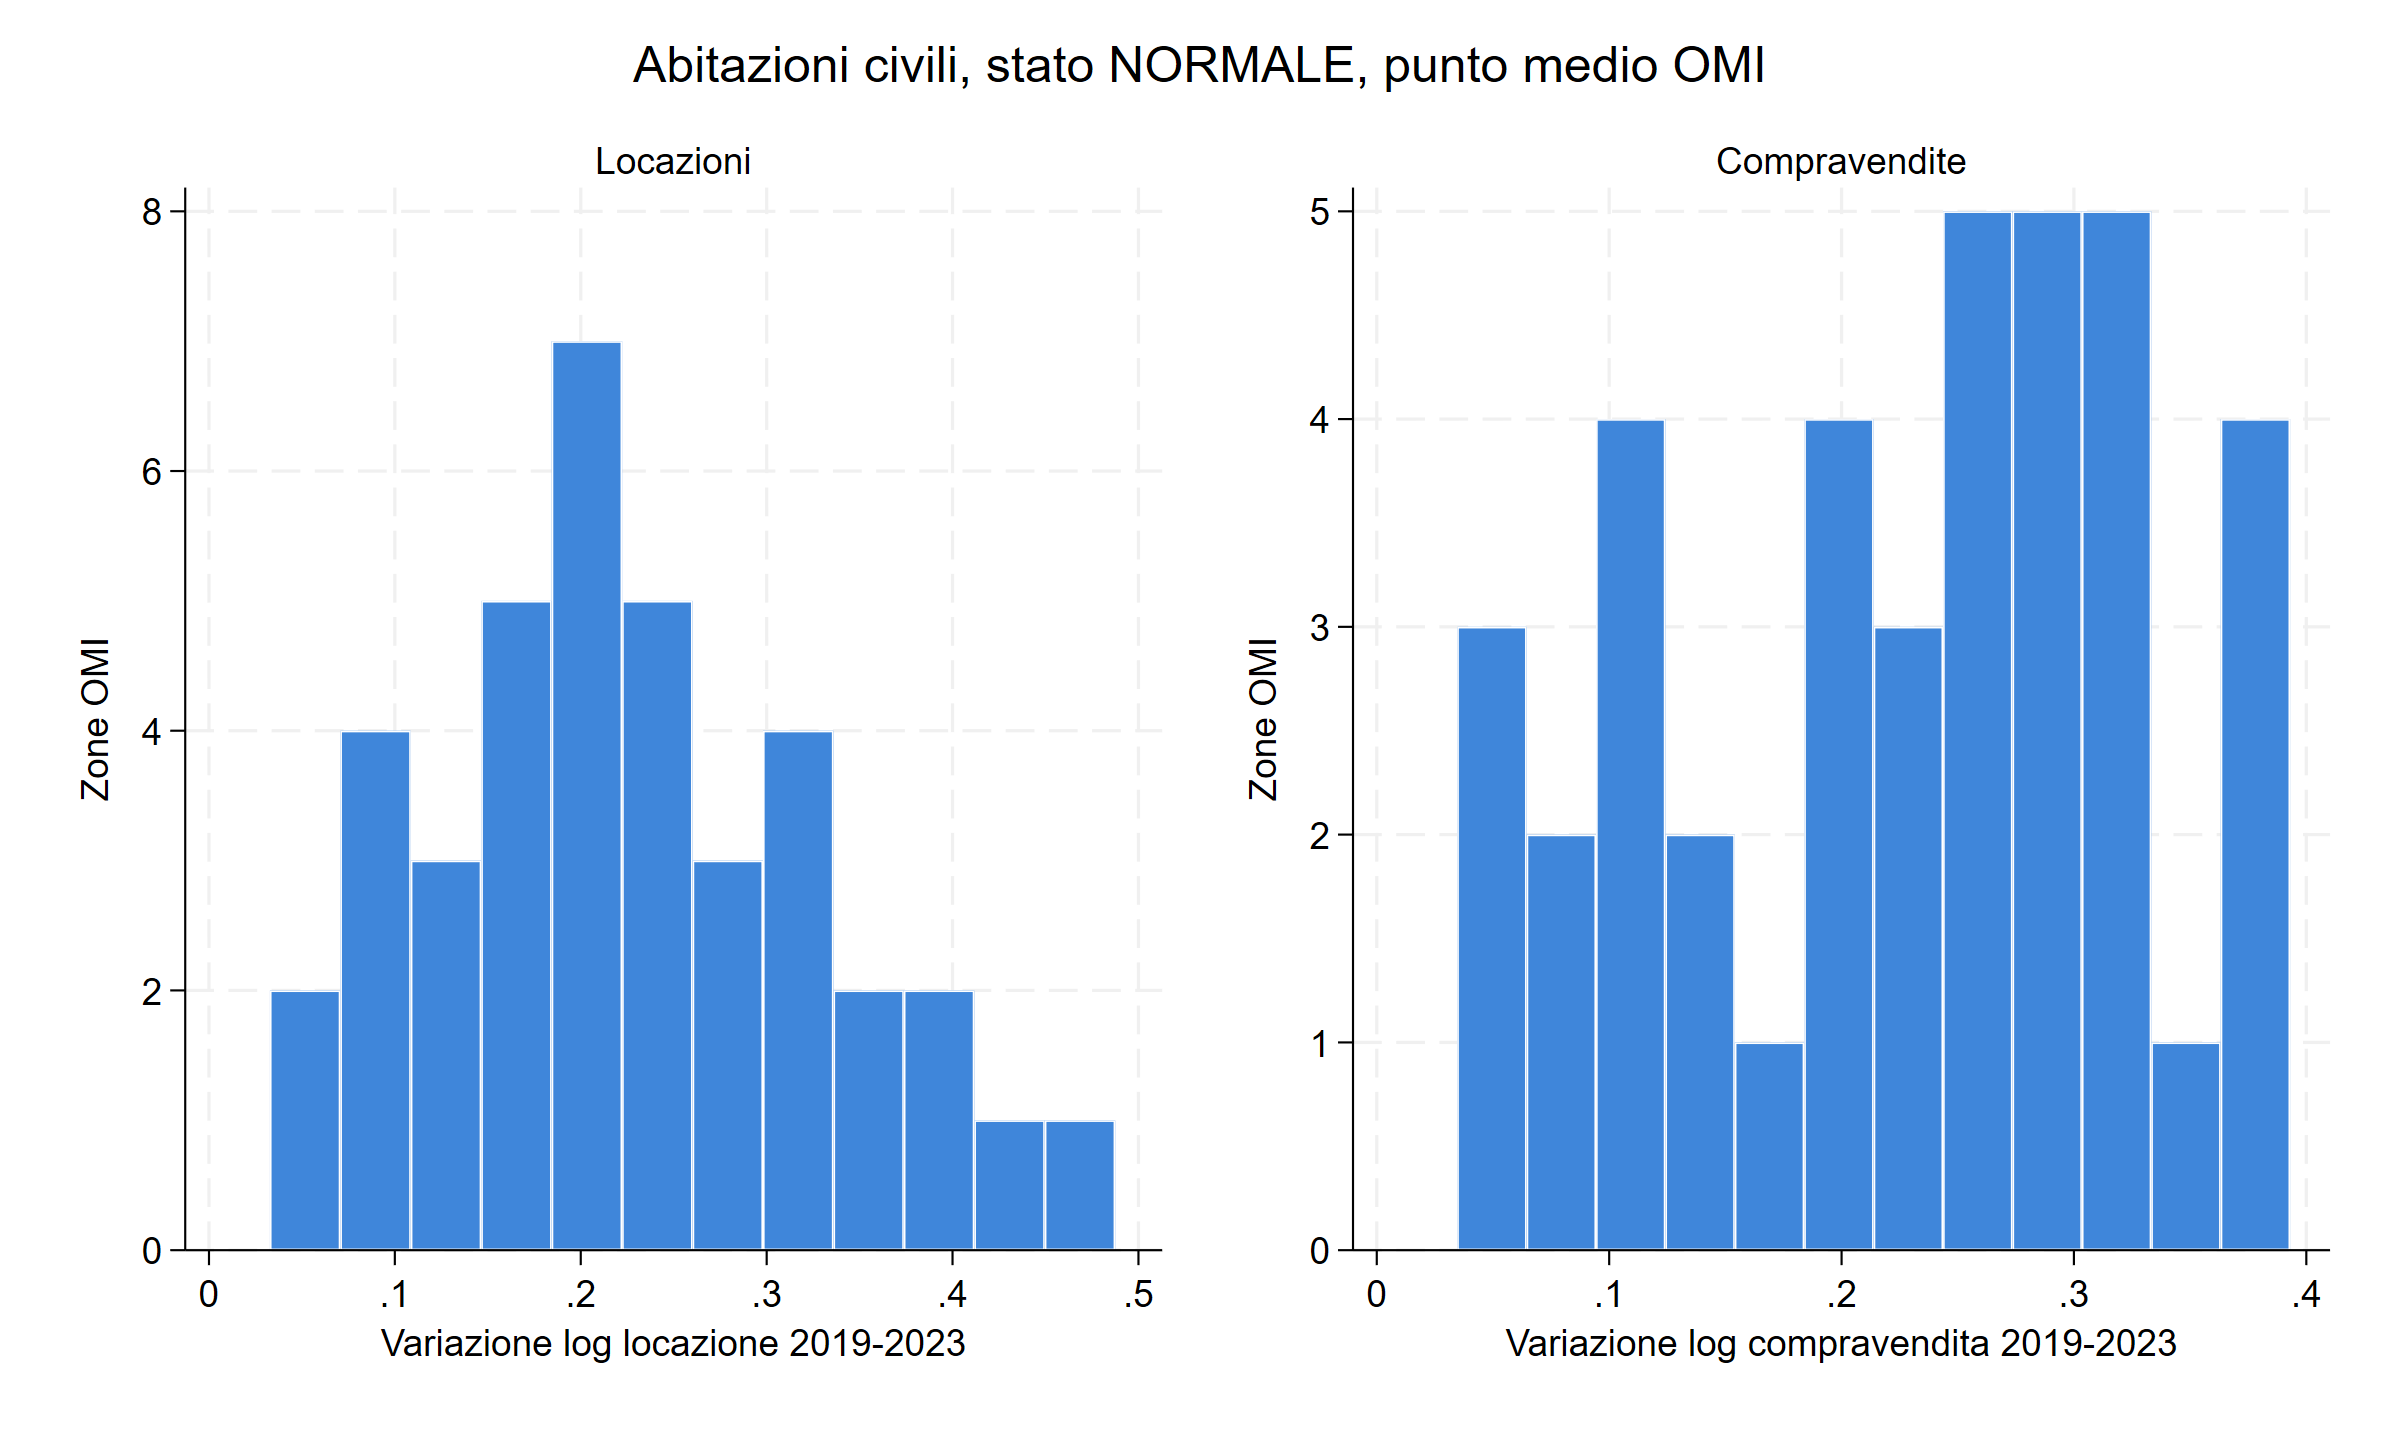 Abitazioni civili, stato NORMALE, punto medio OMI
Locazioni
8
6
4
2
0
Zone OMI
0 .1 .2 .3 .4 .5
Variazione log locazione 2019-2023
Compravendite
5
4
3
2
1
0
Zone OMI
0 .1 .2 .3 .4
Variazione log compravendita 2019-2023